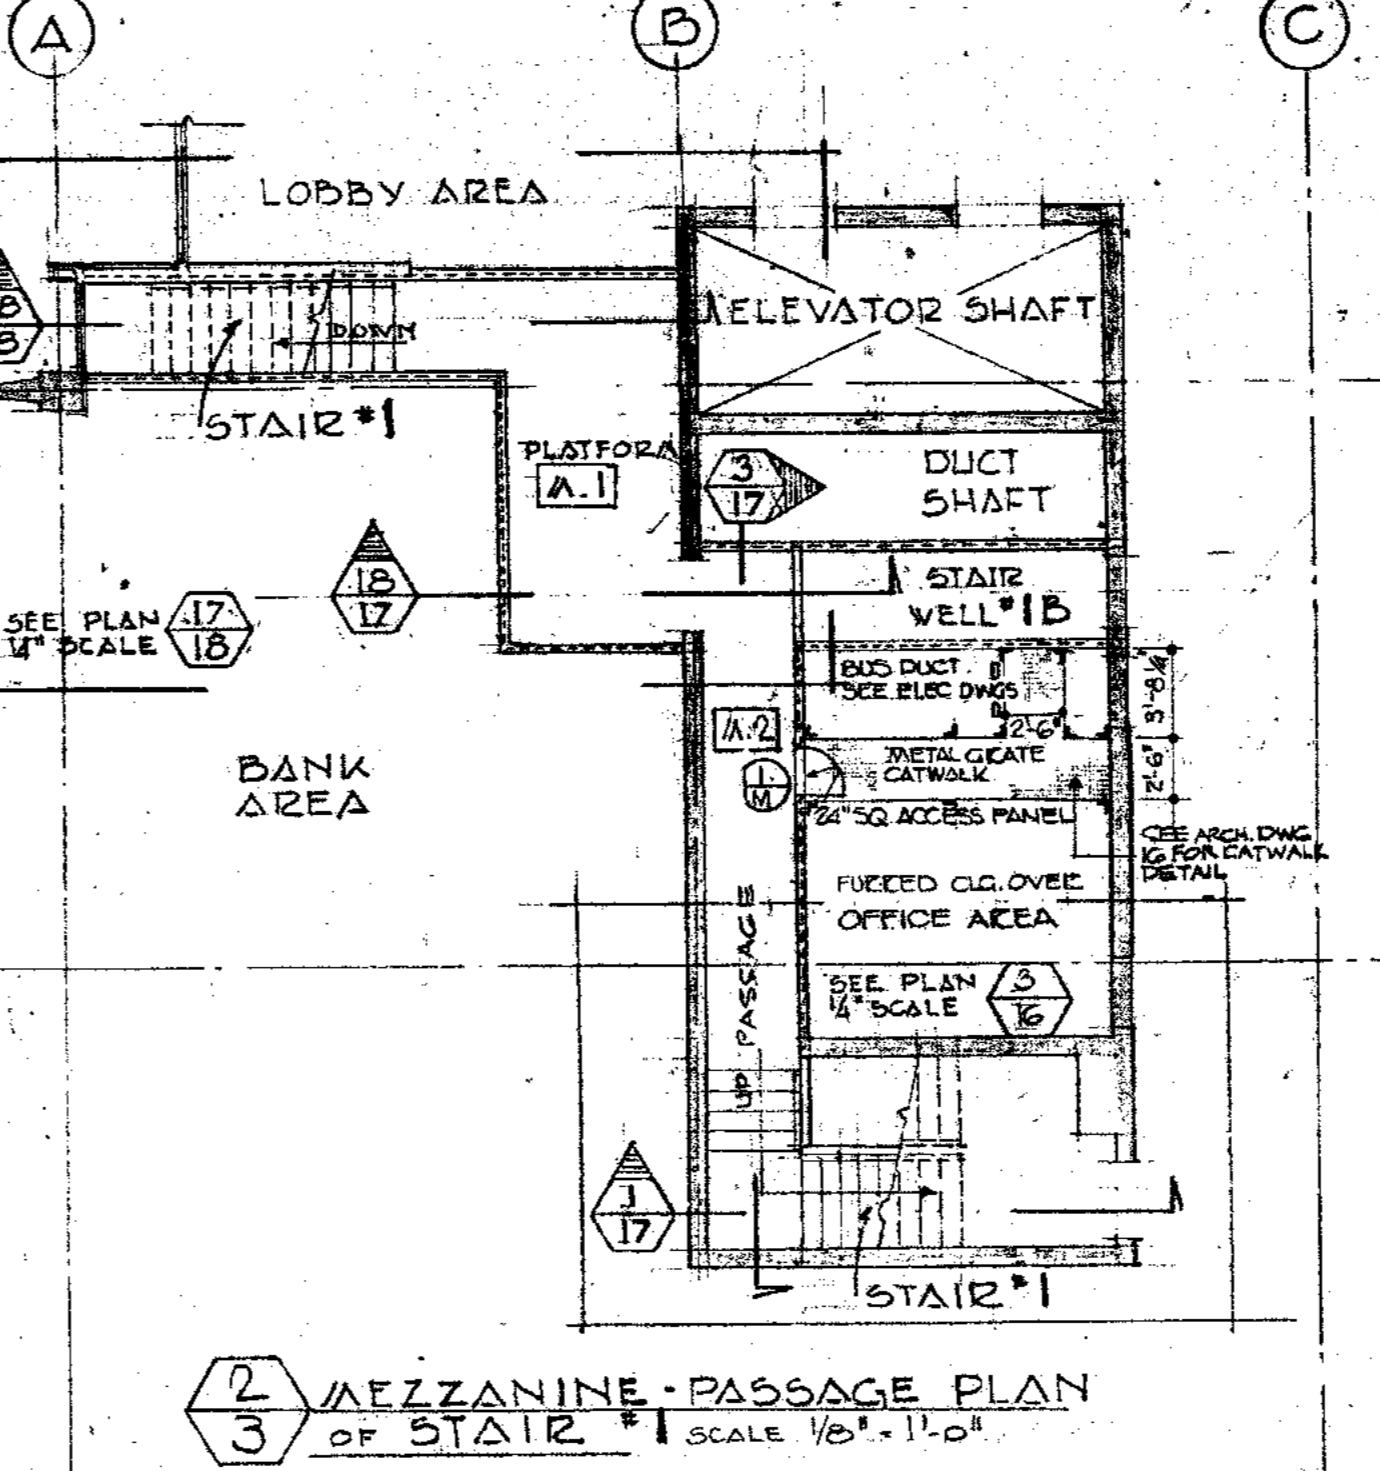 A
B
C
LOBBY AREA
8
8
DOWN
ELEVATOR SHAFT
STAIR #1
PLATFORM
M.1
3
17
DUCT
SHAFT
18
17
STAIR
WELL #1B
SEE PLAN
1/4" SCALE
17
18
BUS DUCT
SEE ELEC DWGS
3'-8 1/4"
2'-6"
M.2
METAL GRATE
CATWALK
2'-6"
BANK
AREA
1
M
24" SQ ACCESS PANEL
SEE ARCH. DWG
16 FOR CATWALK
DETAIL
FURRED CLG. OVER
OFFICE AREA
UP PASSAGE
SEE PLAN
1/4" SCALE
3
16
1
17
STAIR #1
2
3
MEZZANINE - PASSAGE PLAN
OF STAIR #1 SCALE 1/8" = 1'-0"